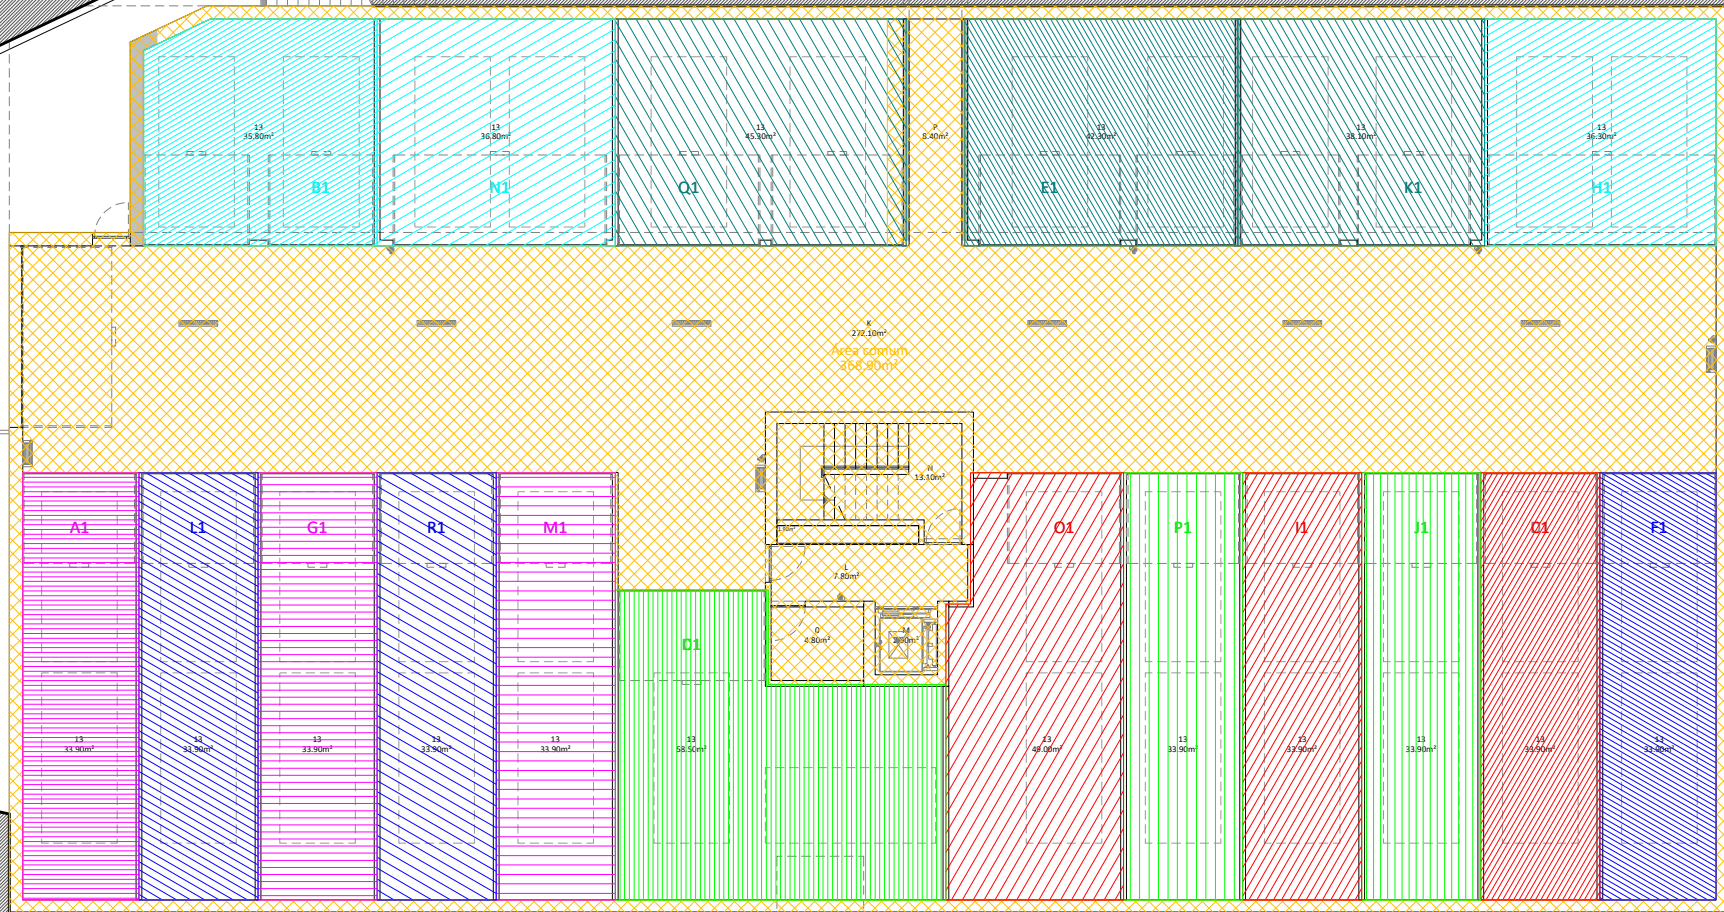 13
35.80m²
13
36.80m²
13
45.30m²
P
13
42.30m²
13
38.10m²
13
36.30m²
B1
N1
Q1
E1
K1
H1
K
272.10m²
Área comum
368.90m²
N
13.10m²
A1
L1
G1
R1
M1
O1
P1
I1
J1
C1
F1
L
7.80m²
O
4.80m²
M
D1
13
33.90m²
13
33.90m²
13
33.90m²
13
33.90m²
13
33.90m²
13
58.50m²
13
49.00m²
13
33.90m²
13
33.90m²
13
33.90m²
13
33.90m²
13
33.90m²